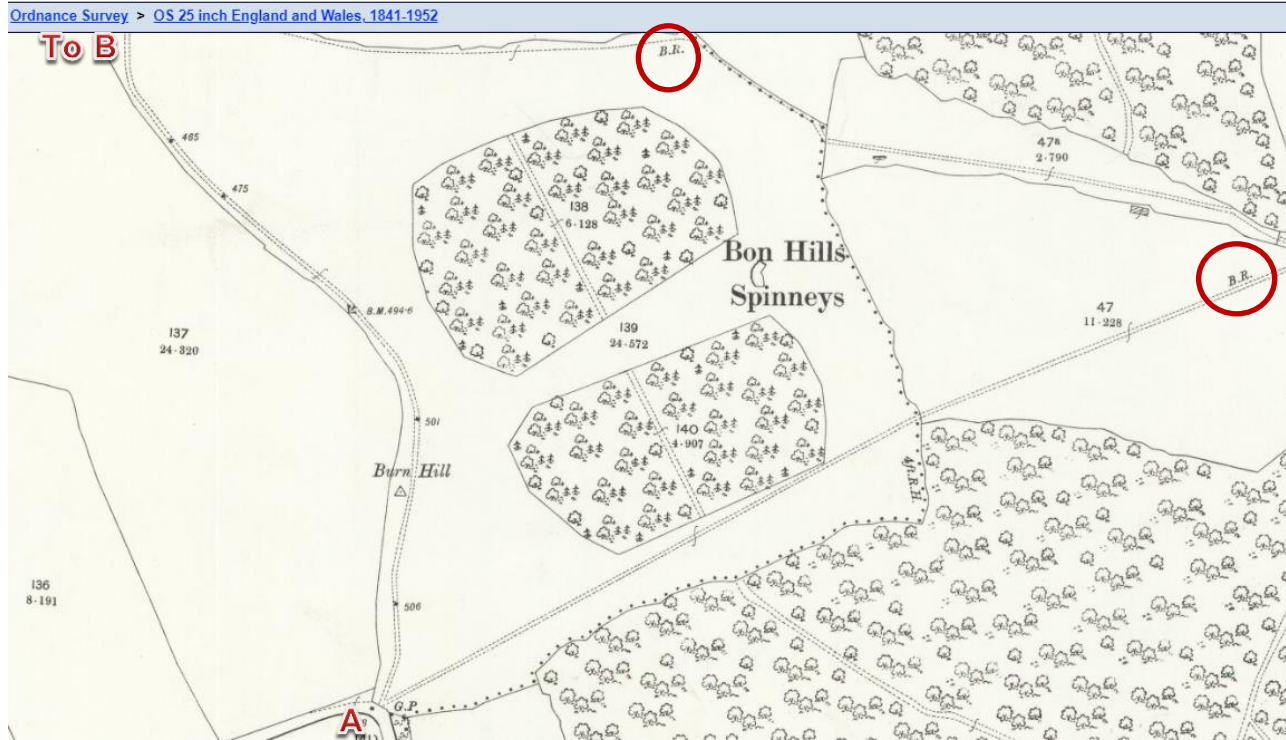 Ordnance Survey > OS 25 inch England and Wales, 1841-1952
To B
B.R.
465
47ᴬ
2·790
475
138
6·128
Bon Hills
Spinneys
B.R.
B.M.494·6
47
11·228
137
24·320
139
24·572
501
140
4·907
Burn Hill
4ft.R.H.
136
8·191
506
G.P.
A